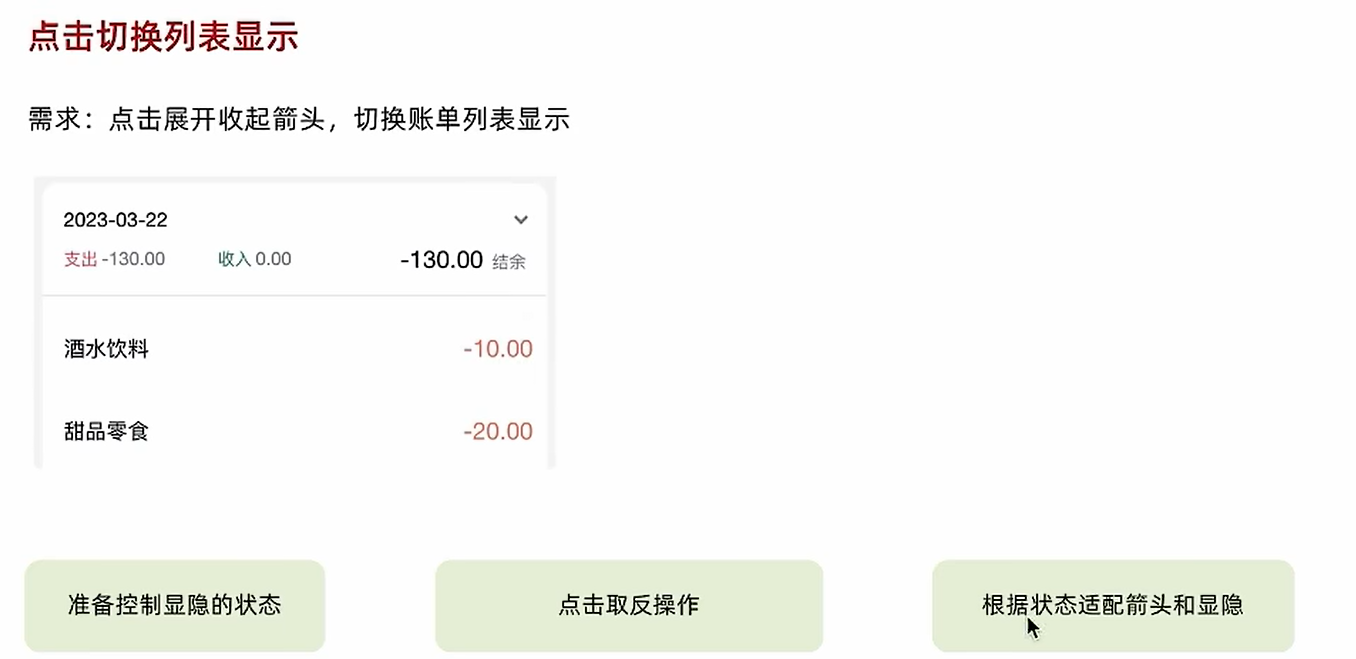 点击切换列表显示
需求：点击展开收起箭头，切换账单列表显示
2023-03-22
支出 -130.00 收入 0.00 -130.00 结余
酒水饮料 -10.00
甜品零食 -20.00
准备控制显隐的状态 点击取反操作 根据状态适配箭头和显隐